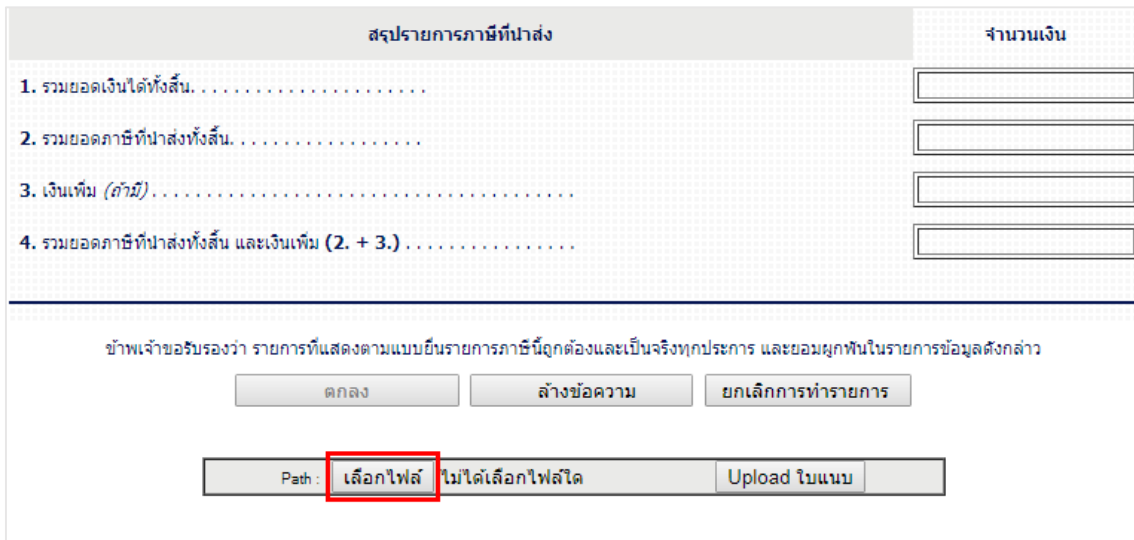 สรุปรายการภาษีที่นำส่ง จำนวนเงิน
1. รวมยอดเงินได้ทั้งสิ้น. . . . . . . . . . . . . . . . . . . . . .
2. รวมยอดภาษีที่นำส่งทั้งสิ้น. . . . . . . . . . . . . . . . . .
3. เงินเพิ่ม (ถ้ามี) . . . . . . . . . . . . . . . . . . . . . . . . . . . . . . . . . . . . . . .
4. รวมยอดภาษีที่นำส่งทั้งสิ้น และเงินเพิ่ม (2. + 3.) . . . . . . . . . . . . . . . .
ข้าพเจ้าขอรับรองว่า รายการที่แสดงตามแบบยื่นรายการภาษีนี้ถูกต้องและเป็นจริงทุกประการ และยอมผูกพันในรายการข้อมูลดังกล่าว
ตกลง ล้างข้อความ ยกเลิกการทำรายการ
Path : เลือกไฟล์ ไม่ได้เลือกไฟล์ใด Upload ใบแนบ